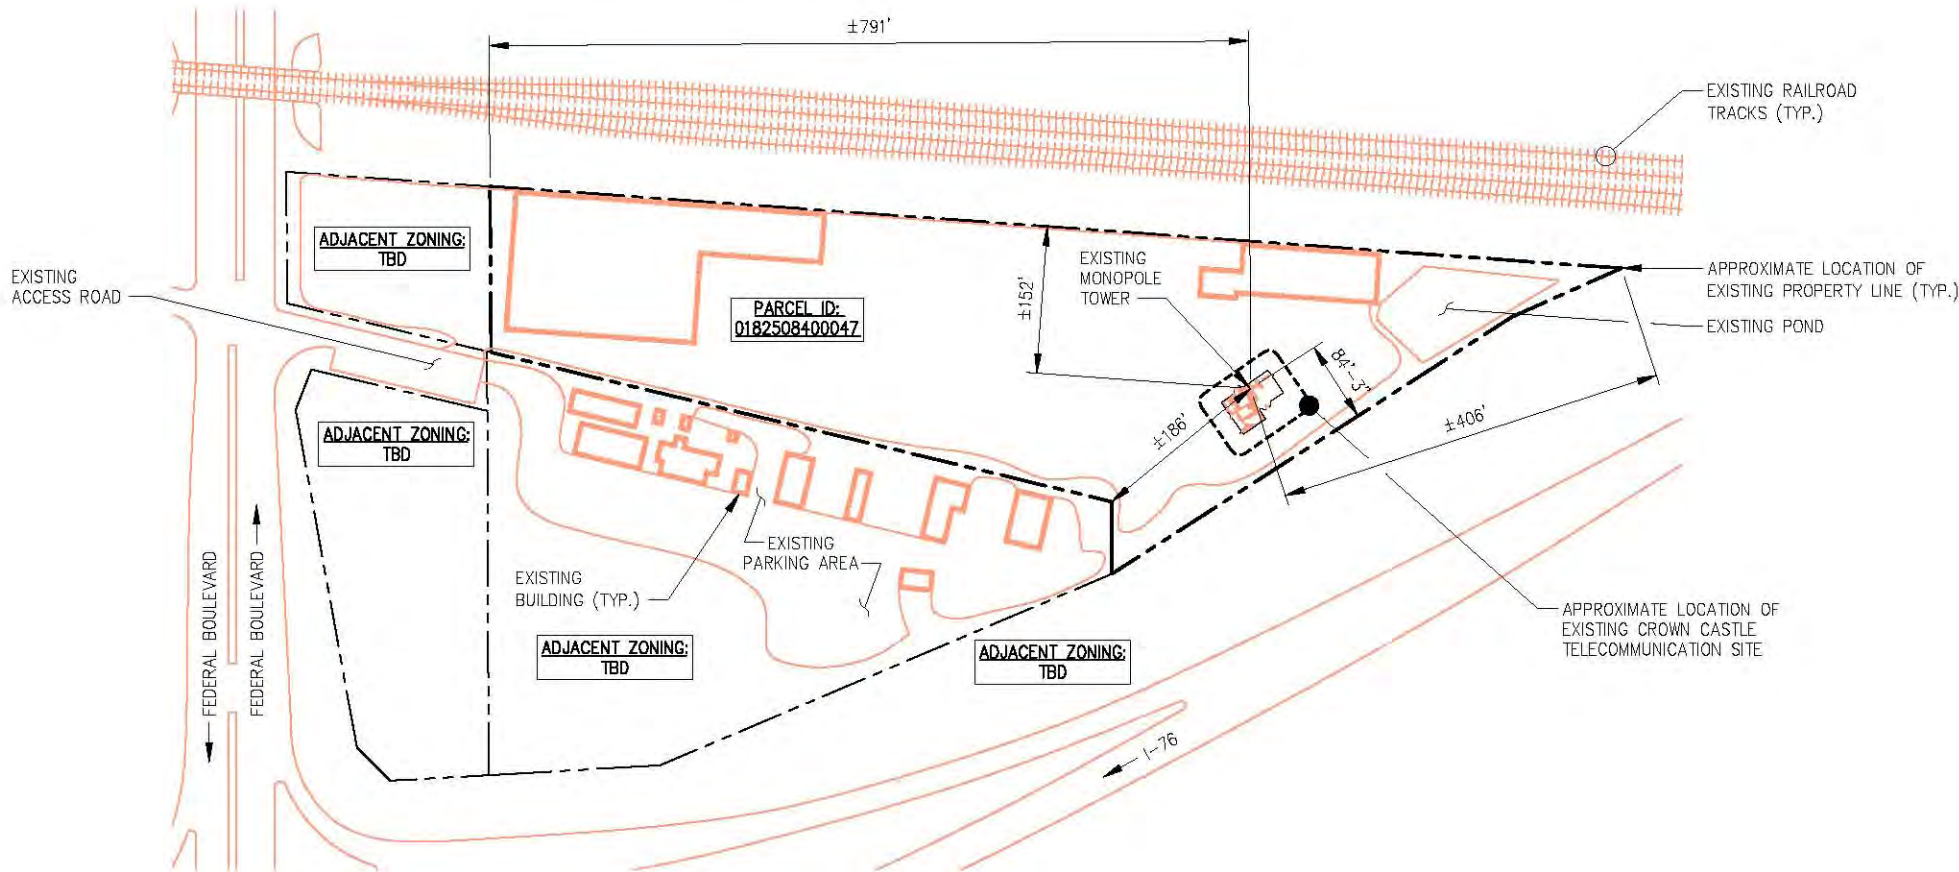 ±791'
EXISTING RAILROAD
TRACKS (TYP.)
ADJACENT ZONING:
TBD
EXISTING
MONOPOLE
TOWER
±152'
EXISTING
ACCESS ROAD
PARCEL ID:
0182508400047
APPROXIMATE LOCATION OF
EXISTING PROPERTY LINE (TYP.)
EXISTING POND
84'-3"
±406'
±186'
ADJACENT ZONING:
TBD
EXISTING
PARKING AREA
EXISTING
BUILDING (TYP.)
FEDERAL BOULEVARD
FEDERAL BOULEVARD
ADJACENT ZONING:
TBD
ADJACENT ZONING:
TBD
APPROXIMATE LOCATION OF
EXISTING CROWN CASTLE
TELECOMMUNICATION SITE
I-76